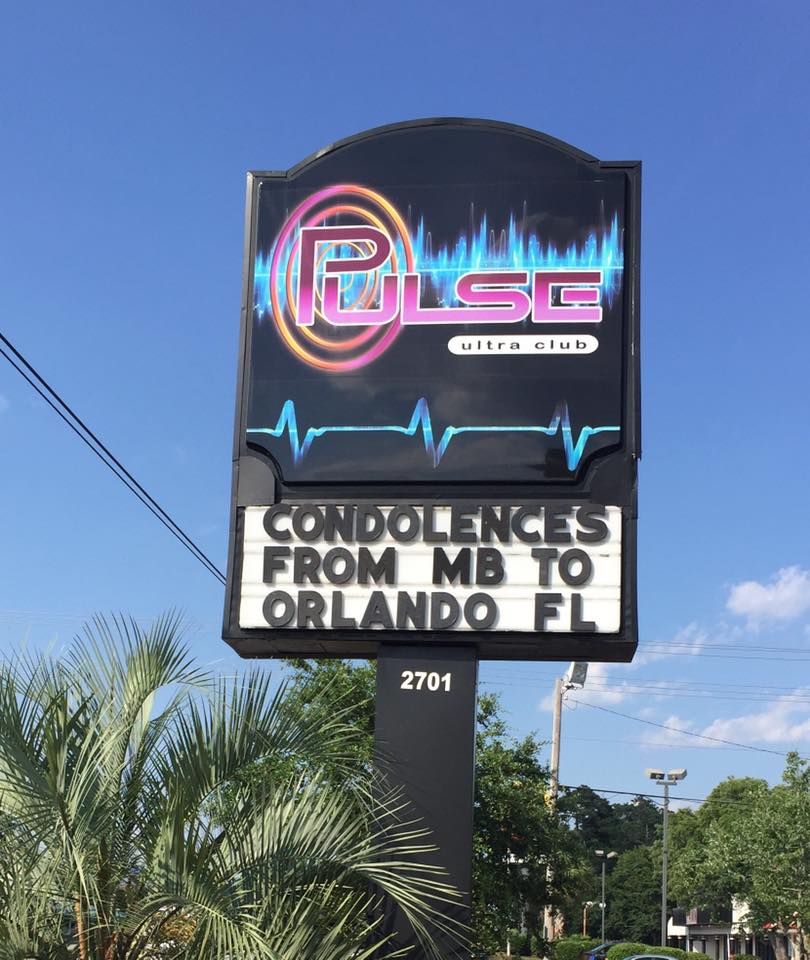 PULSE
ultra club
CONDOLENCES
FROM MB TO
ORLANDO FL
2701